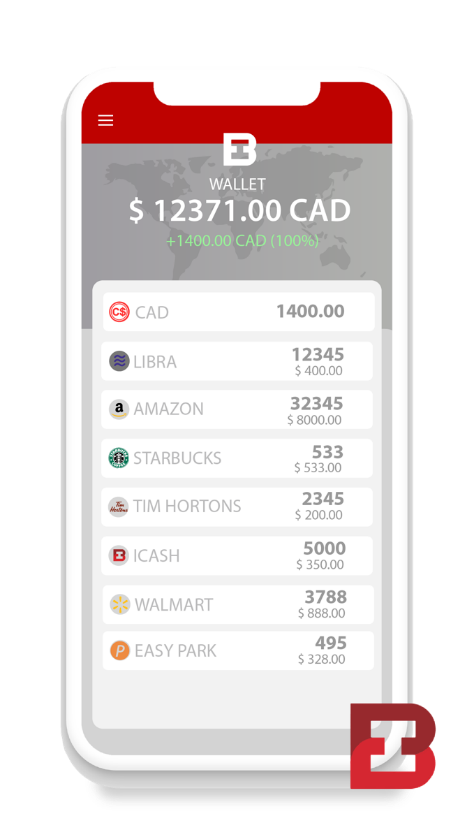 WALLET
$ 12371.00 CAD
+1400.00 CAD (100%)
C$ CAD 1400.00
LIBRA 12345
$ 400.00
a AMAZON 32345
$ 8000.00
STARBUCKS 533
$ 533.00
Tim Hortons TIM HORTONS 2345
$ 200.00
ICASH 5000
$ 350.00
WALMART 3788
$ 888.00
P EASY PARK 495
$ 328.00